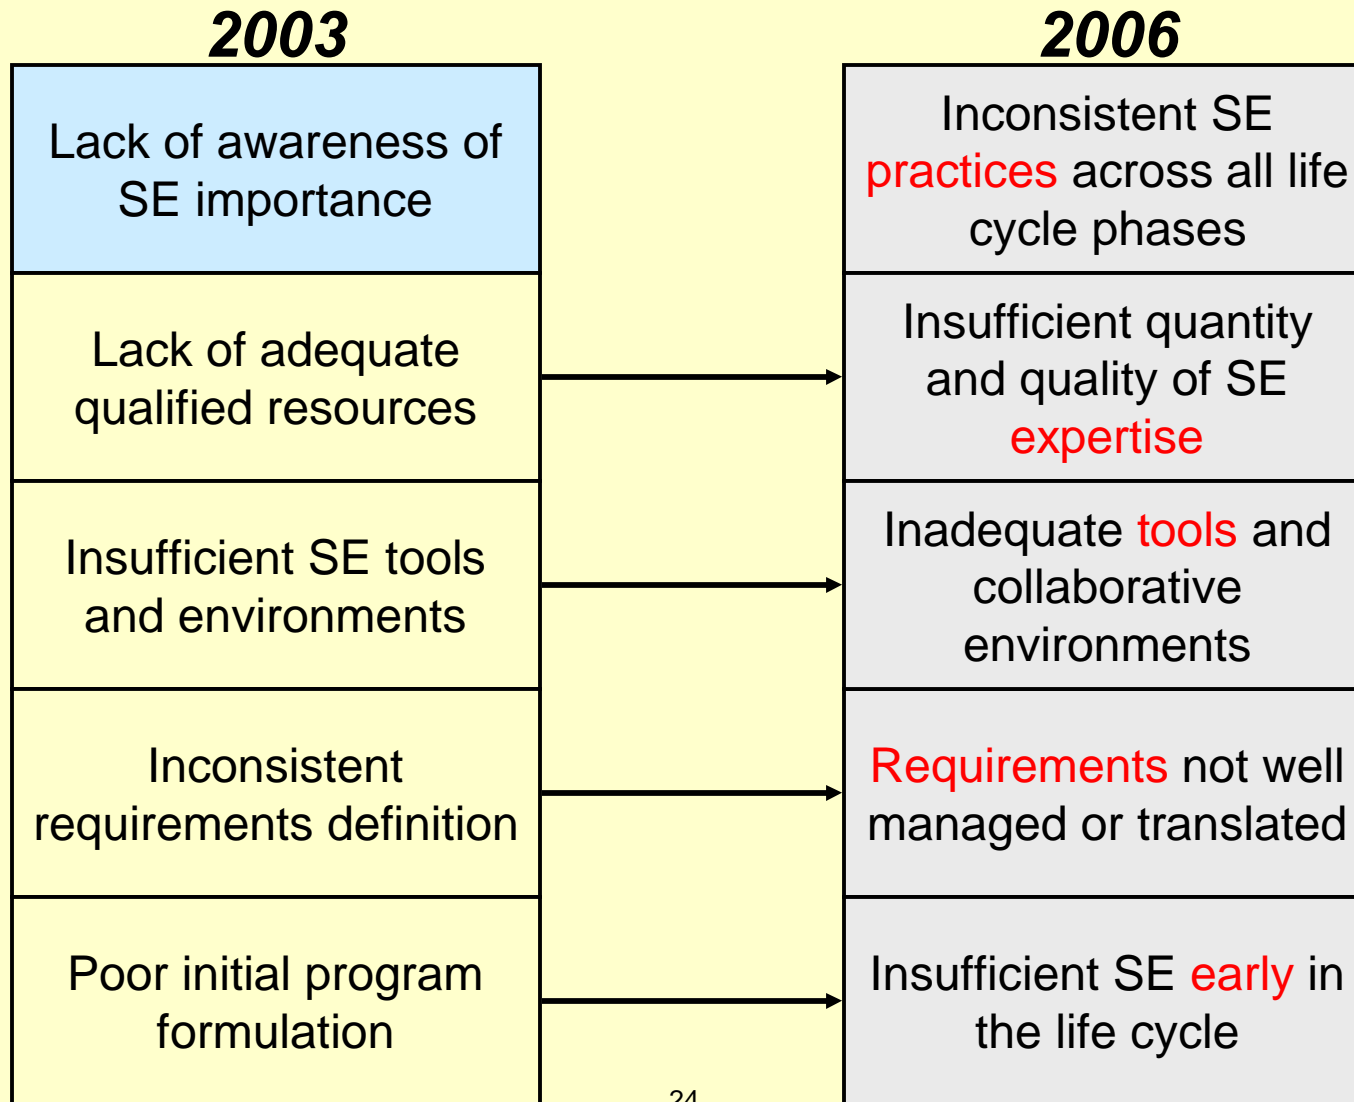 2003
Lack of awareness of
SE importance
Lack of adequate
qualified resources
Insufficient SE tools
and environments
Inconsistent
requirements definition
Poor initial program
formulation
2006
Inconsistent SE
practices across all life
cycle phases
Insufficient quantity
and quality of SE
expertise
Inadequate tools and
collaborative
environments
Requirements not well
managed or translated
Insufficient SE early in
the life cycle
24